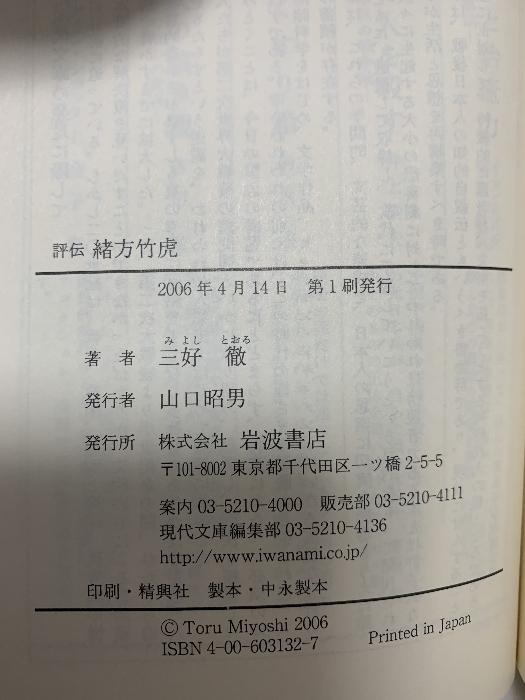 評伝 緒方竹虎
2006年4月14日 第1刷発行
みよし とおる
著者 三好 徹
発行者 山口昭男
発行所 株式会社 岩波書店
〒101-8002 東京都千代田区一ツ橋2-5-5
案内 03-5210-4000 販売部 03-5210-4111
現代文庫編集部 03-5210-4136
http://www.iwanami.co.jp/
印刷・精興社 製本・中永製本
© Toru Miyoshi 2006
ISBN 4-00-603132-7 Printed in Japan